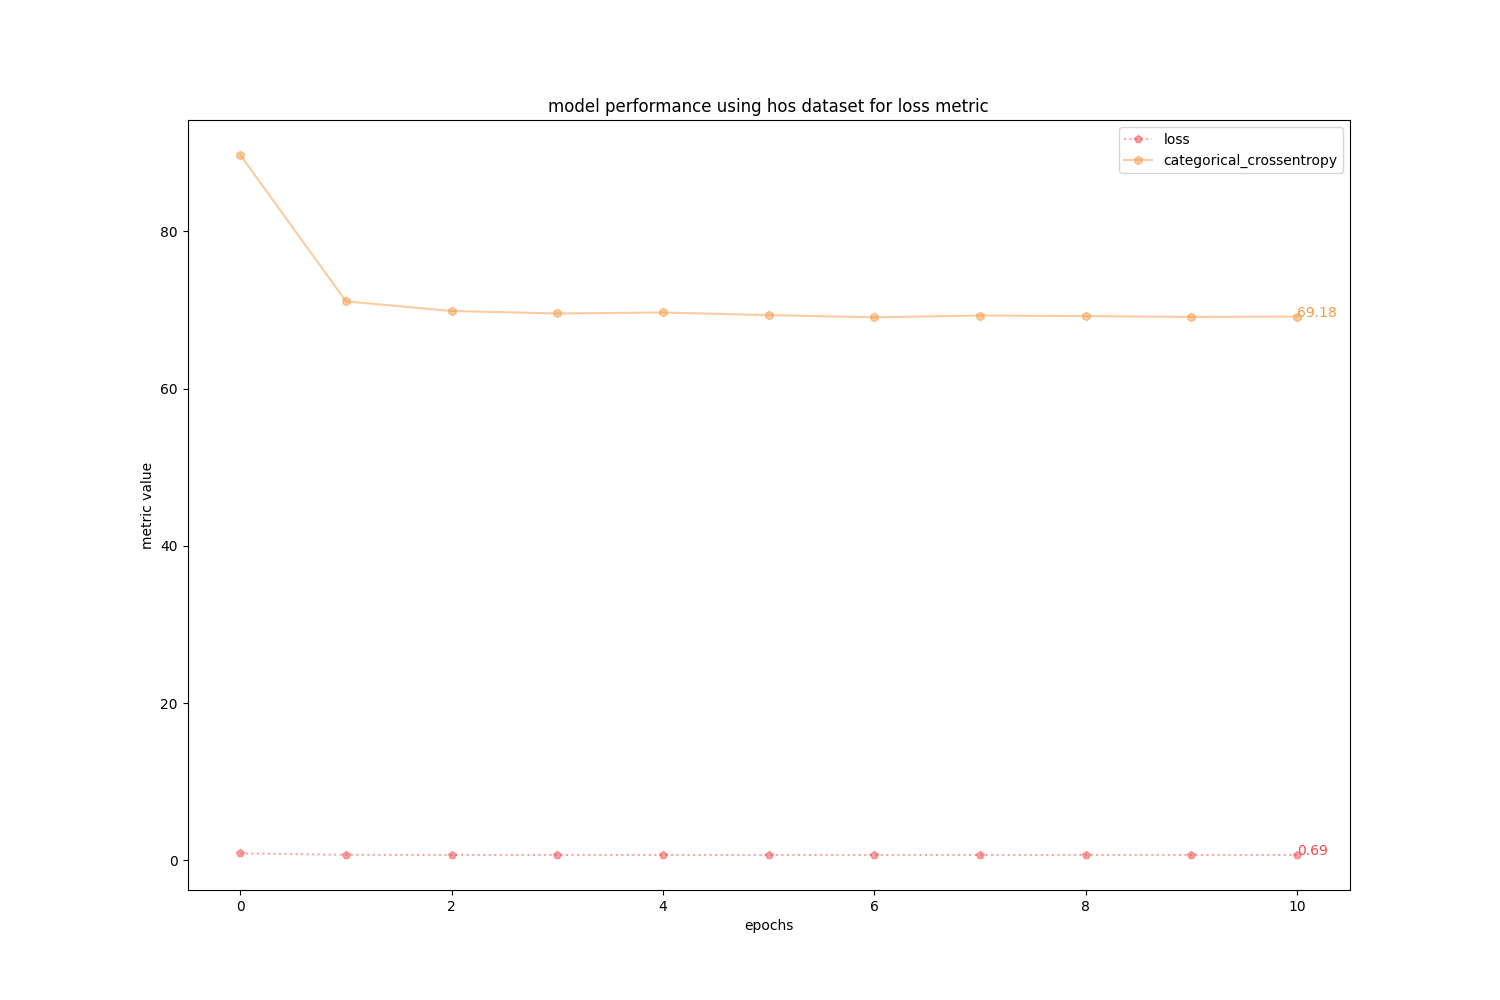 model performance using hos dataset for loss metric
loss
categorical_crossentropy
80
60
40
20
0
metric value
69.18
0.69
0 2 4 6 8 10
epochs